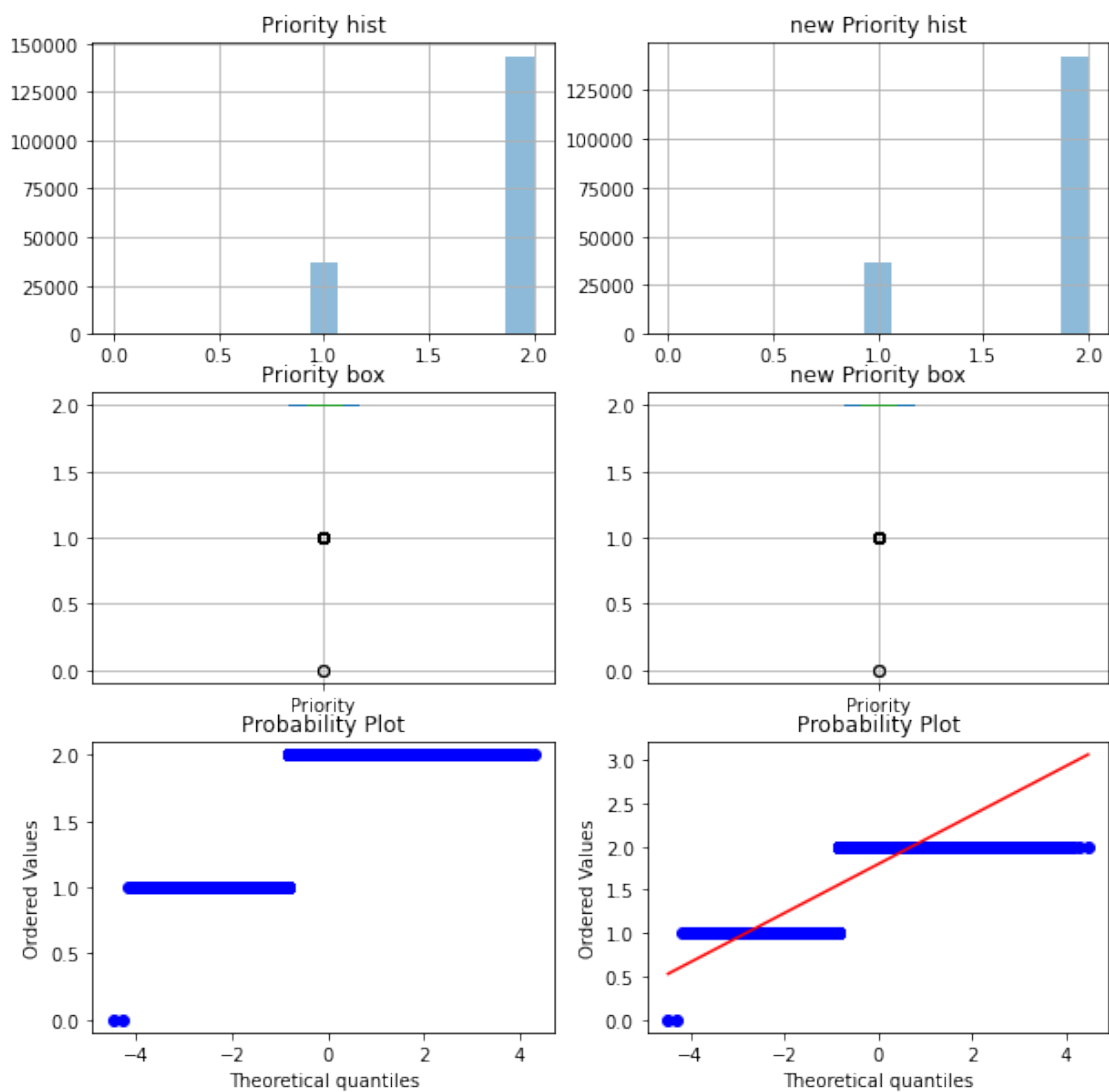 Priority hist
150000
125000
100000
75000
50000
25000
0
0.0 0.5 1.0 1.5 2.0
new Priority hist
125000
100000
75000
50000
25000
0
0.0 0.5 1.0 1.5 2.0
Priority box
2.0
1.5
1.0
0.5
0.0
Priority
new Priority box
2.0
1.5
1.0
0.5
0.0
Priority
Probability Plot
Ordered Values
2.0
1.5
1.0
0.5
0.0
−4 −2 0 2 4
Theoretical quantiles
Probability Plot
Ordered Values
3.0
2.5
2.0
1.5
1.0
0.5
0.0
−4 −2 0 2 4
Theoretical quantiles